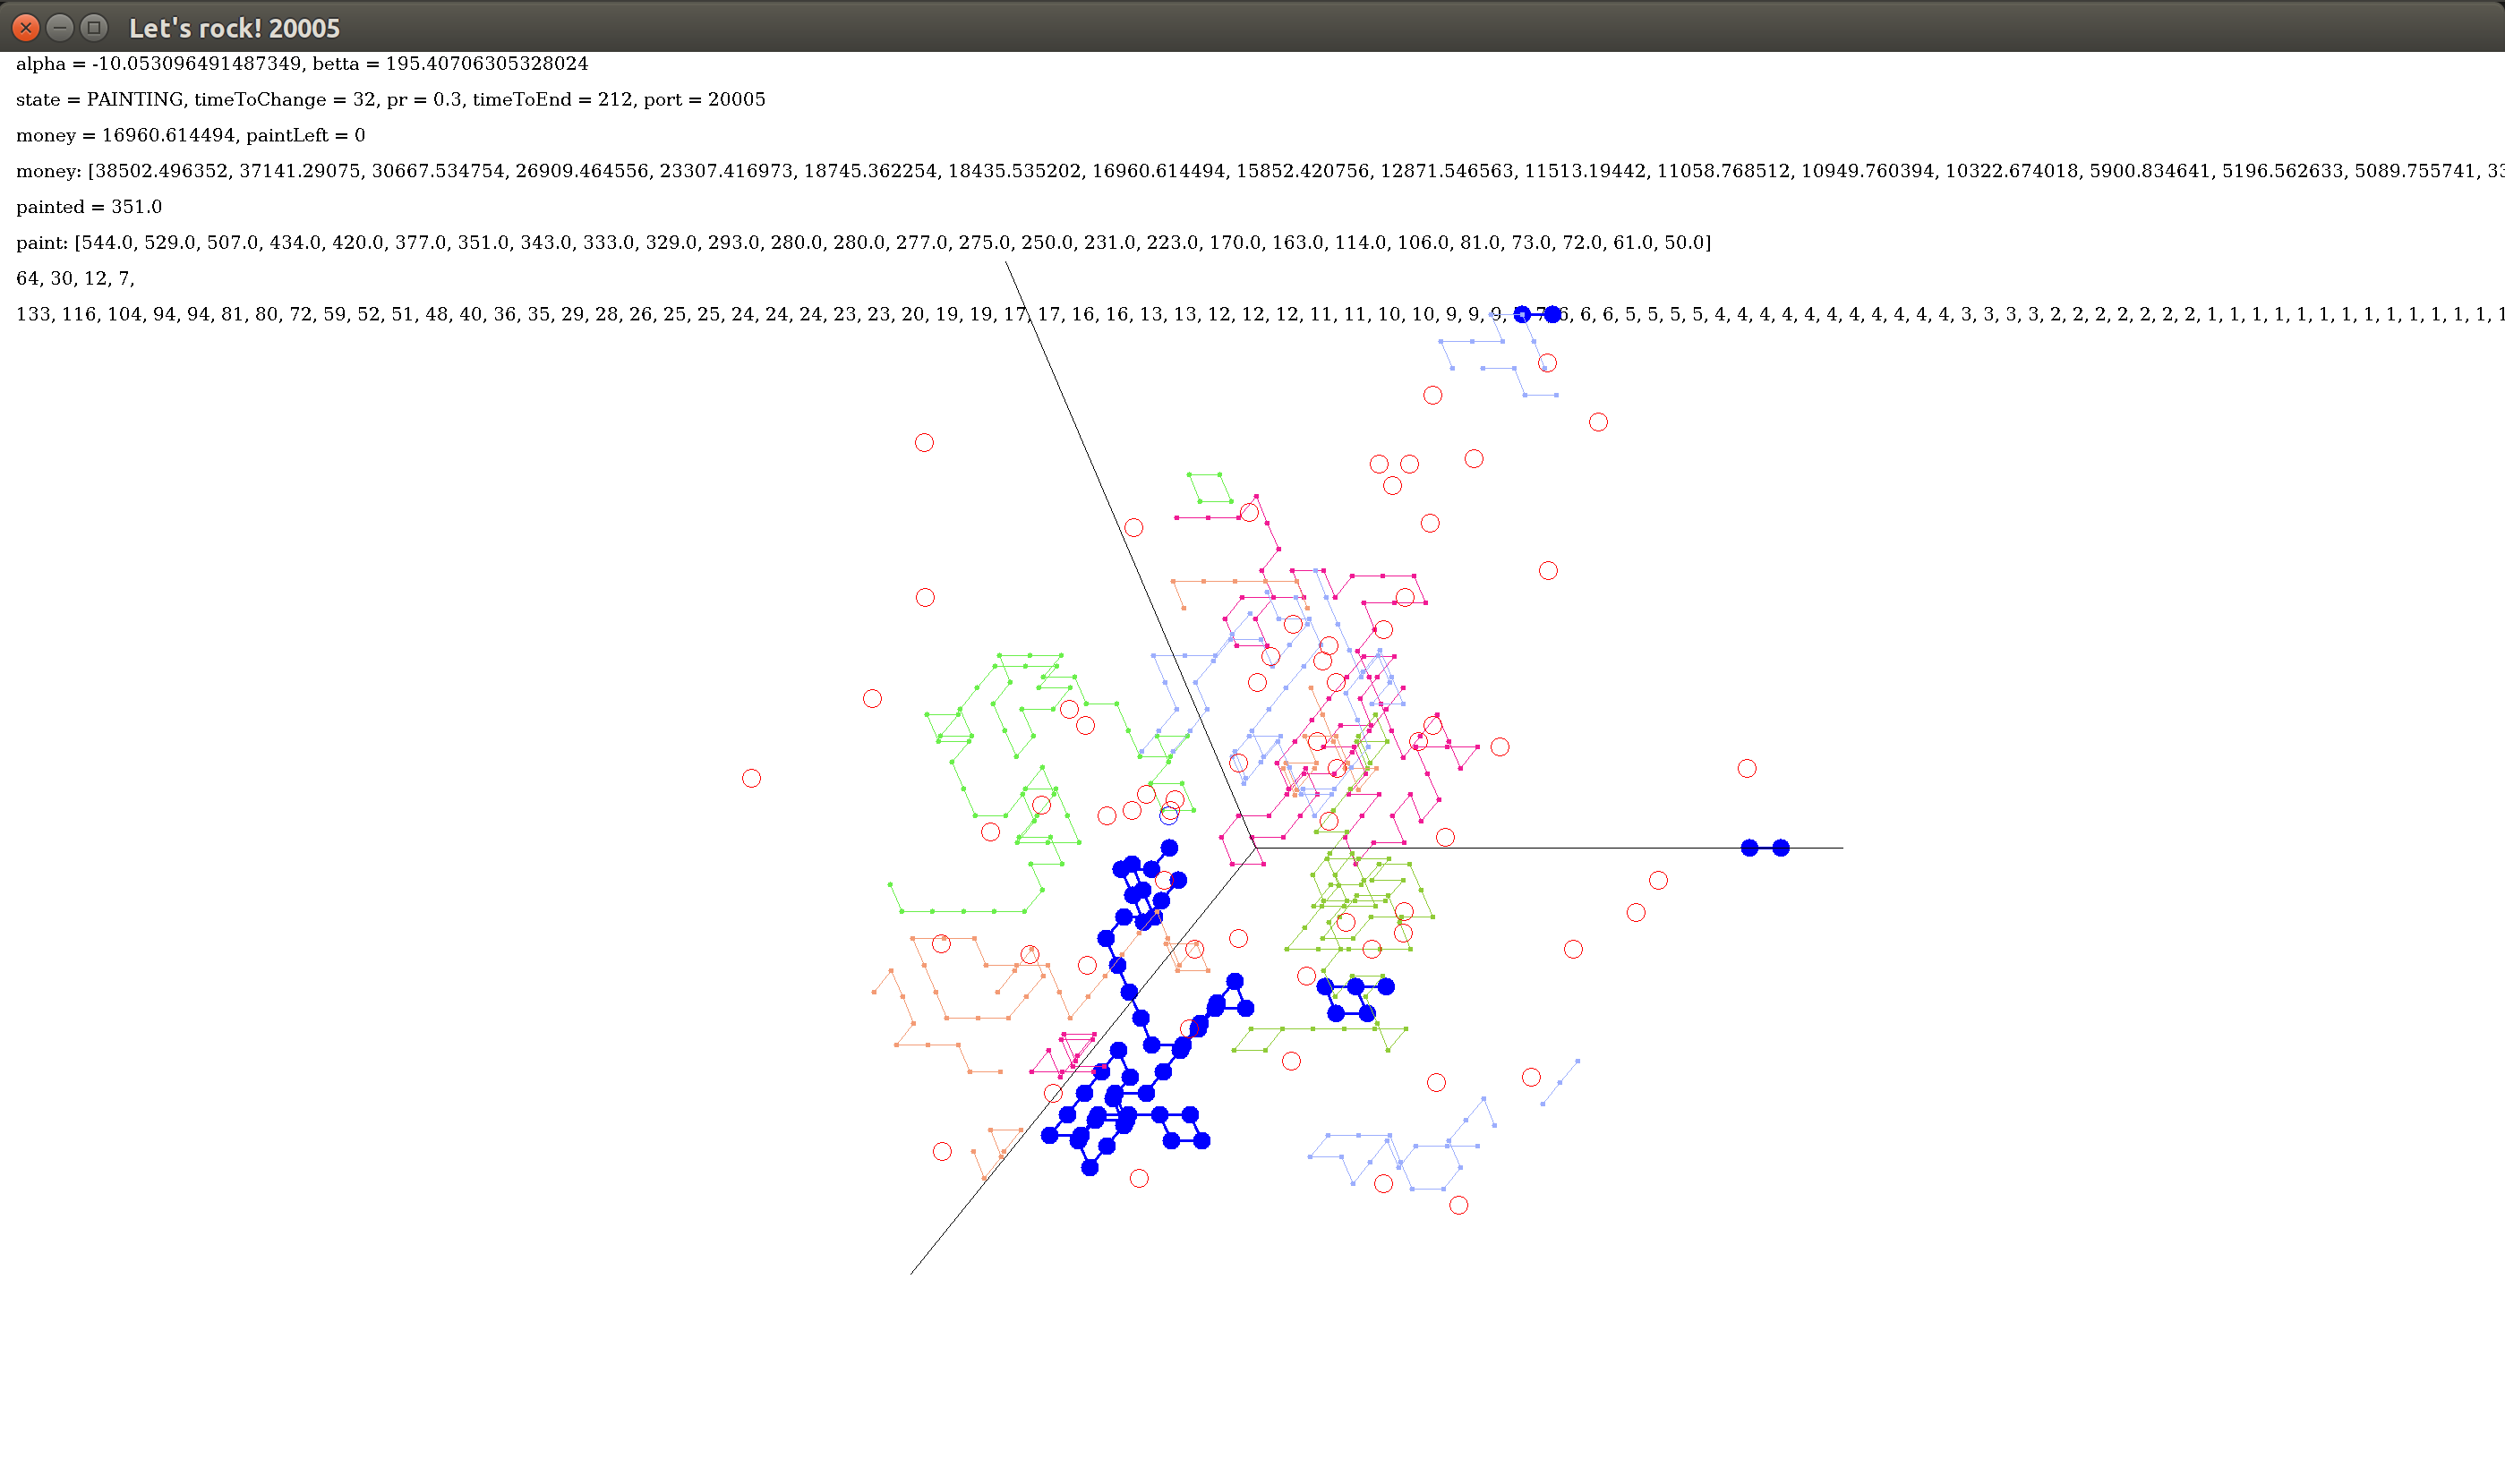 Let's rock! 20005
alpha = -10.053096491487349, betta = 195.40706305328024
state = PAINTING, timeToChange = 32, pr = 0.3, timeToEnd = 212, port = 20005
money = 16960.614494, paintLeft = 0
money: [38502.496352, 37141.29075, 30667.534754, 26909.464556, 23307.416973, 18745.362254, 18435.535202, 16960.614494, 15852.420756, 12871.546563, 11513.19442, 11058.768512, 10949.760394, 10322.674018, 5900.834641, 5196.562633, 5089.755741, 33
painted = 351.0
paint: [544.0, 529.0, 507.0, 434.0, 420.0, 377.0, 351.0, 343.0, 333.0, 329.0, 293.0, 280.0, 280.0, 277.0, 275.0, 250.0, 231.0, 223.0, 170.0, 163.0, 114.0, 106.0, 81.0, 73.0, 72.0, 61.0, 50.0]
64, 30, 12, 7,
133, 116, 104, 94, 94, 81, 80, 72, 59, 52, 51, 48, 40, 36, 35, 29, 28, 26, 25, 25, 24, 24, 24, 23, 23, 20, 19, 19, 17, 17, 16, 16, 13, 13, 12, 12, 12, 11, 11, 10, 10, 9, 9, 6, 6, 5, 5, 5, 5, 4, 4, 4, 4, 4, 4, 4, 4, 4, 4, 4, 3, 3, 3, 3, 2, 2, 2, 2, 2, 2, 2, 1, 1, 1, 1, 1, 1, 1, 1, 1, 1, 1, 1, 1, 1